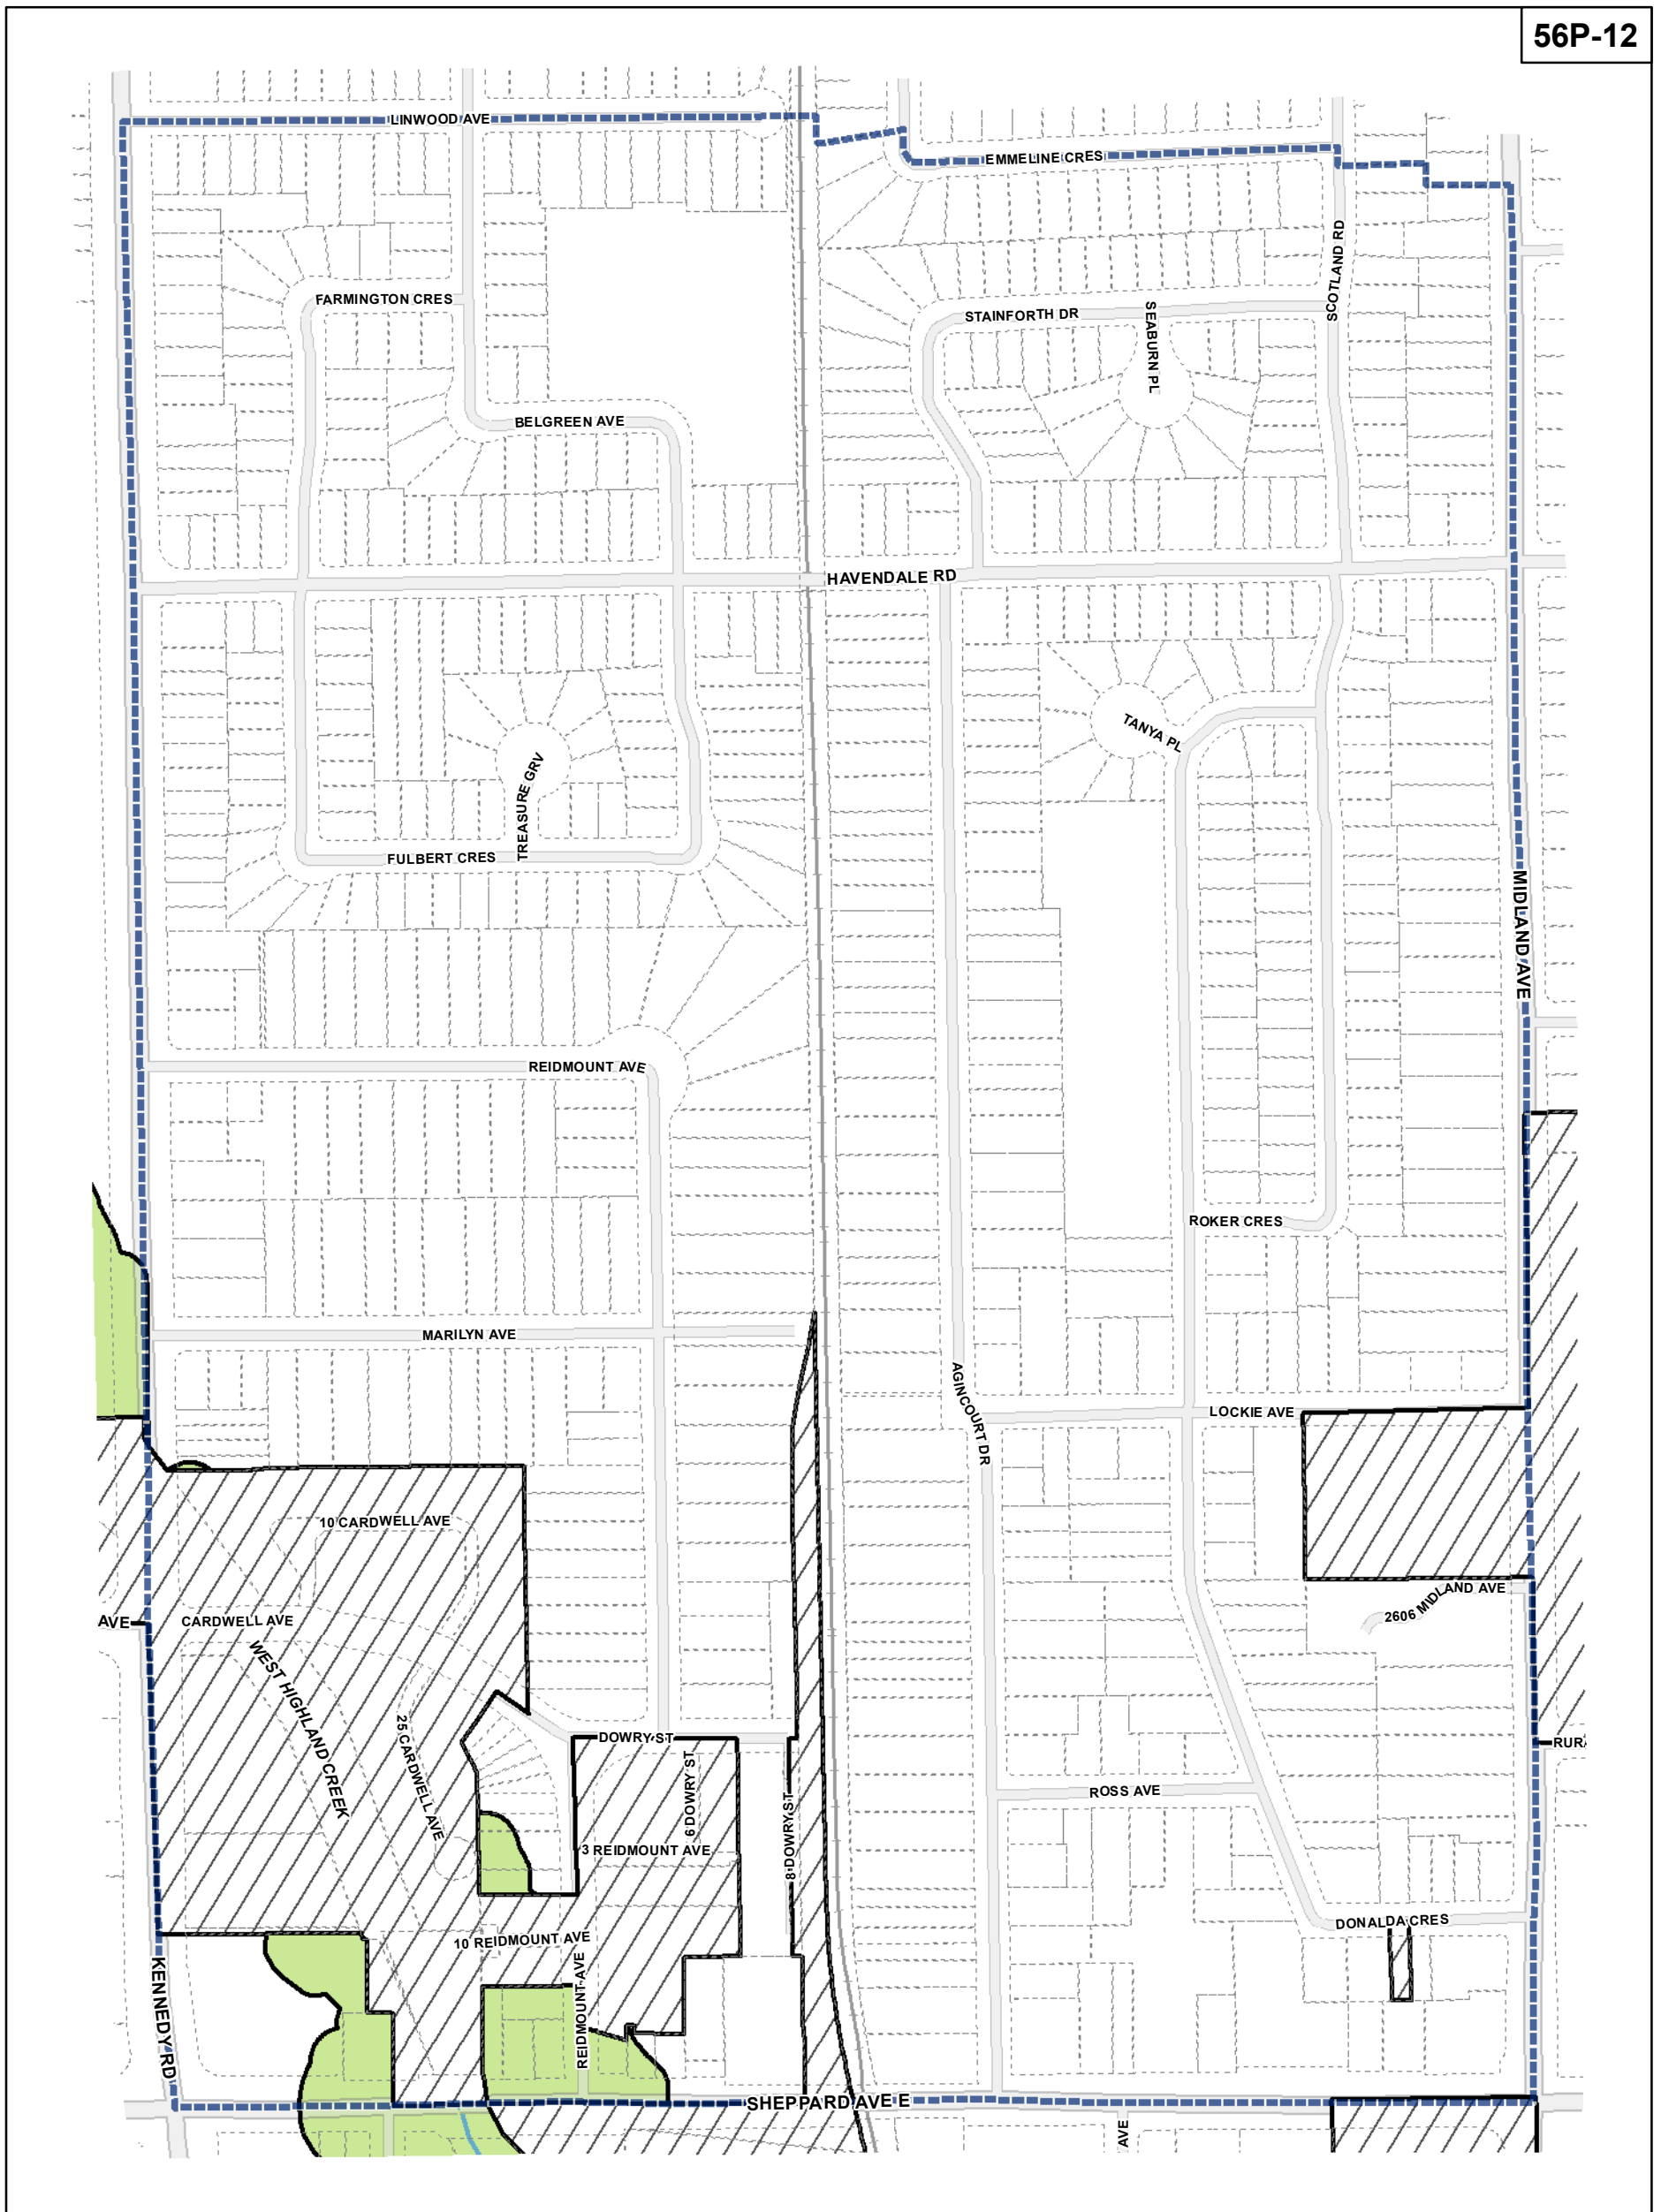 56P-12
LINWOOD AVE
EMMELINE CRES
SCOTLAND RD
FARMINGTON CRES
STAINFORTH DR
SEABURN PL
BELGREEN AVE
HAVENDALE RD
TANYA PL
TREASURE GRV
FULBERT CRES
MIDLAND AVE
REIDMOUNT AVE
ROKER CRES
MARILYN AVE
AGINCOURT DR
LOCKIE AVE
10 CARDWELL AVE
2606 MIDLAND AVE
AVE
CARDWELL AVE
WEST HIGHLAND CREEK
25 CARDWELL AVE
DOWRY ST
6 DOWRY ST
8 DOWRY ST
RUR
ROSS AVE
3 REIDMOUNT AVE
DONALDA CRES
10 REIDMOUNT AVE
REIDMOUNT AVE
KENNEDY RD
SHEPPARD AVE E
AVE